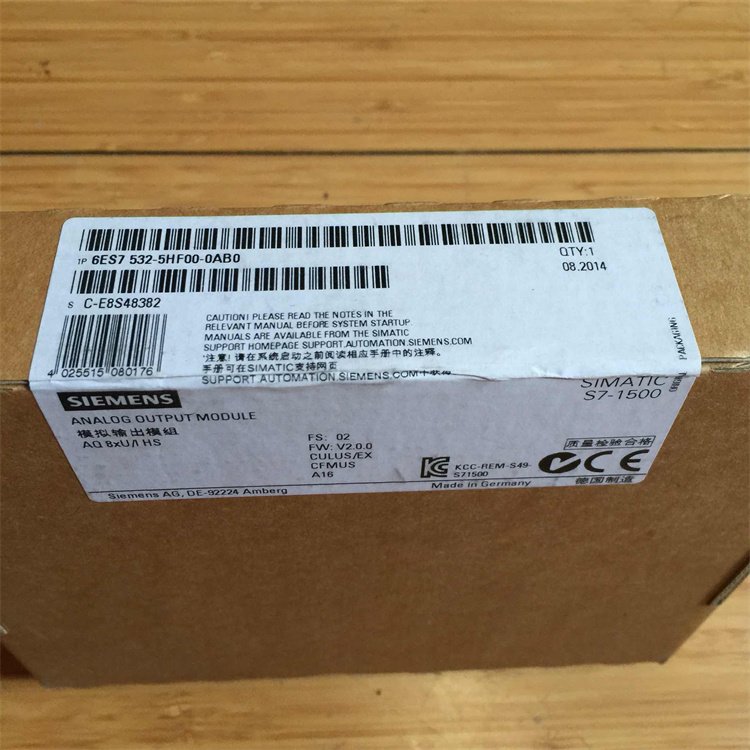 1P 6ES7 532-5HF00-0AB0
QTY:1
08.2014
S C-E8S48382
CAUTION! PLEASE READ THE NOTES IN THE
RELEVANT MANUAL BEFORE SYSTEM STARTUP.
MANUALS ARE AVAILABLE FROM THE SIMATIC
SUPPORT HOMEPAGE SUPPORT.AUTOMATION.SIEMENS.COM
注意! 请在系统启动之前阅读相应手册中的注释。
手册可在SIMATIC支持网页
SUPPORT.AUTOMATION.SIEMENS.COM
4 025515 080176
ORIGINAL PACKAGING
SIEMENS
SIMATIC
S7-1500
ANALOG OUTPUT MODULE
模拟输出模组
AQ 8xU/I HS
FS: 02
FW: V2.0.0
CULUS/EX
CFMUS
A16
KCC-REM-S49-
S71500
质量检验合格
CE
Siemens AG, DE-92224 Amberg
Made in Germany
德国制造